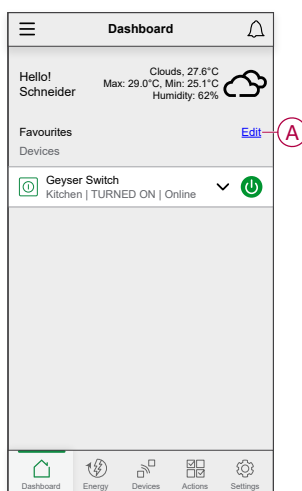 Dashboard
Hello!
Schneider
Clouds, 27.6°C
Max: 29.0°C, Min: 25.1°C
Humidity: 62%
Favourites
Edit
A
Devices
Geyser Switch
Kitchen | TURNED ON | Online
Dashboard
Energy
Devices
Actions
Settings